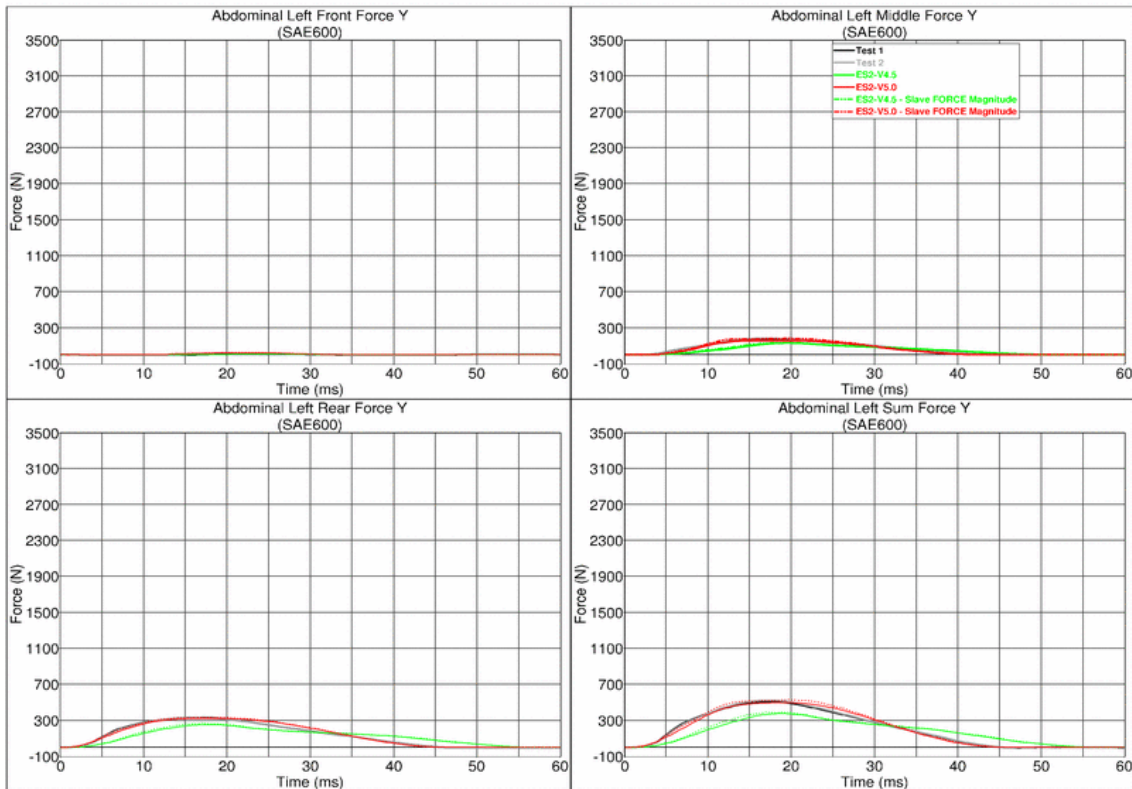 Abdominal Left Front Force Y
(SAE600)
3500
3100
2700
2300
1900
1500
1100
700
300
-100
Force (N)
0 10 20 30 40 50 60
Time (ms)
Abdominal Left Middle Force Y
(SAE600)
Test 1
Test 2
ES2-V4.5
ES2-V5.0
ES2-V4.5 - Slave FORCE Magnitude
ES2-V5.0 - Slave FORCE Magnitude
3500
3100
2700
2300
1900
1500
1100
700
300
-100
Force (N)
0 10 20 30 40 50 60
Time (ms)
Abdominal Left Rear Force Y
(SAE600)
3500
3100
2700
2300
1900
1500
1100
700
300
-100
Force (N)
0 10 20 30 40 50 60
Time (ms)
Abdominal Left Sum Force Y
(SAE600)
3500
3100
2700
2300
1900
1500
1100
700
300
-100
Force (N)
0 10 20 30 40 50 60
Time (ms)